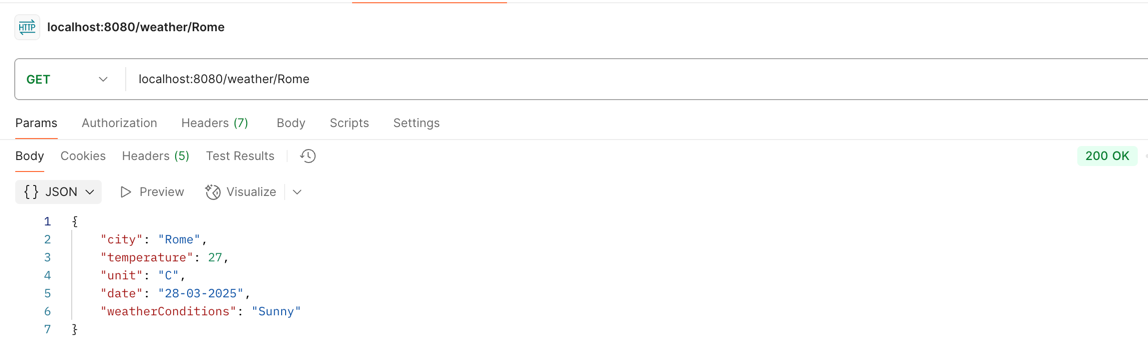 HTTP localhost:8080/weather/Rome
GET localhost:8080/weather/Rome
Params Authorization Headers (7) Body Scripts Settings
Body Cookies Headers (5) Test Results 200 OK
{} JSON Preview Visualize
1 {
2 "city": "Rome",
3 "temperature": 27,
4 "unit": "C",
5 "date": "28-03-2025",
6 "weatherConditions": "Sunny"
7 }